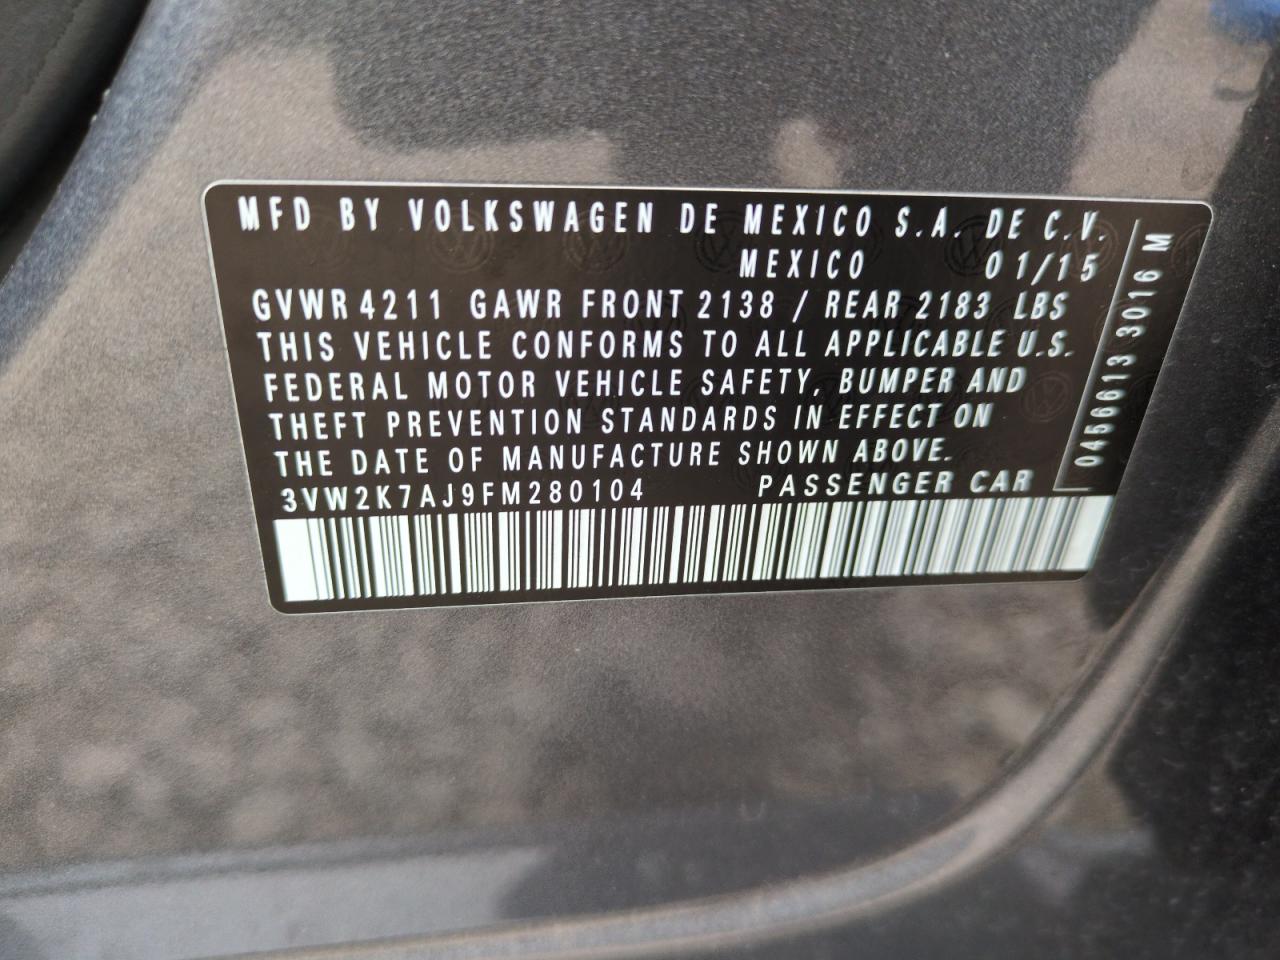 MFD BY VOLKSWAGEN DE MEXICO S.A. DE C.V.
MEXICO 01/15
GVWR 4211 GAWR FRONT 2138 / REAR 2183 LBS
THIS VEHICLE CONFORMS TO ALL APPLICABLE U.S.
FEDERAL MOTOR VEHICLE SAFETY, BUMPER AND
THEFT PREVENTION STANDARDS IN EFFECT ON
THE DATE OF MANUFACTURE SHOWN ABOVE.
3VW2K7AJ9FM280104 PASSENGER CAR
0456613 3016 M